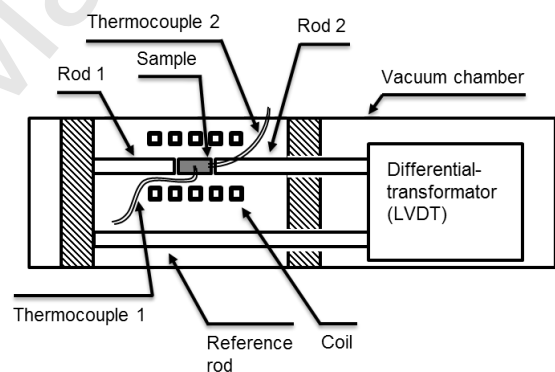 Thermocouple 2
Rod 2
Sample
Rod 1
Vacuum chamber
Differential-
transformator
(LVDT)
Thermocouple 1
Reference
rod
Coil